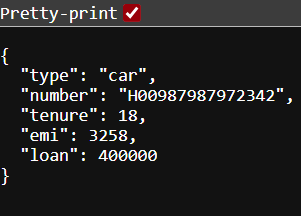 Pretty-print
{
  "type": "car",
  "number": "H00987987972342",
  "tenure": 18,
  "emi": 3258,
  "loan": 400000
}